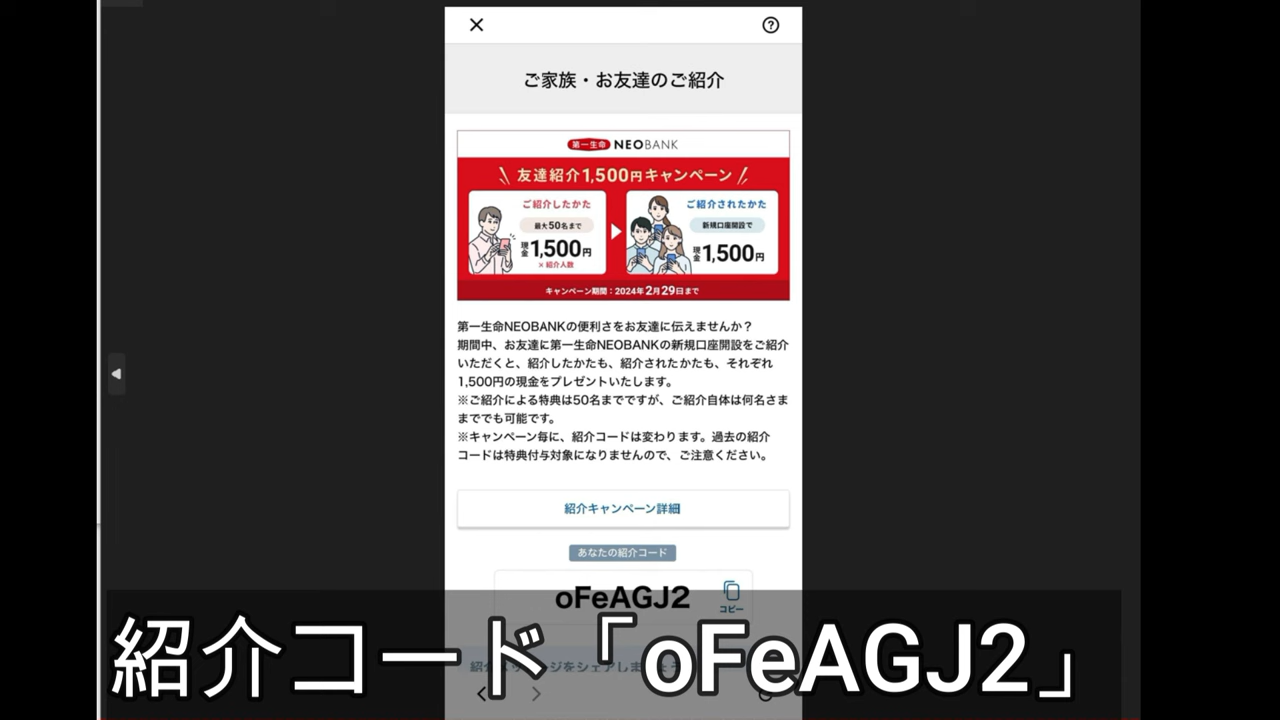 ご家族・お友達のご紹介
第一生命 NEOBANK
友達紹介1,500円キャンペーン
ご紹介したかた
最大50名まで
現金1,500円
※紹介人数
ご紹介されたかた
新規口座開設で
現金1,500円
キャンペーン期間：2024年2月29日まで
第一生命NEOBANKの便利さをお友達に伝えませんか？
期間中、お友達に第一生命NEOBANKの新規口座開設をご紹介
いただくと、紹介したかたも、紹介されたかたも、それぞれ
1,500円の現金をプレゼントいたします。
※ご紹介による特典は50名までですが、ご紹介自体は何名さま
まででも可能です。
※キャンペーン毎に、紹介コードは変わります。過去の紹介
コードは特典付与対象になりませんので、ご注意ください。
紹介キャンペーン詳細
あなたの紹介コード
oFeAGJ2
コピー
紹介コード「oFeAGJ2」